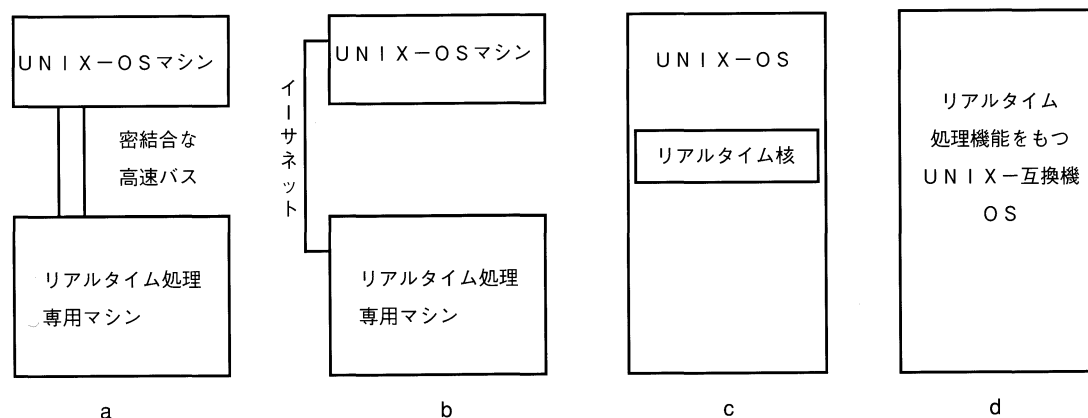 UNIX-OSマシン
密結合な
高速バス
リアルタイム処理
専用マシン
a
UNIX-OSマシン
イーサネット
リアルタイム処理
専用マシン
b
UNIX-OS
リアルタイム核
c
リアルタイム
処理機能をもつ
UNIX-互換機
OS
d